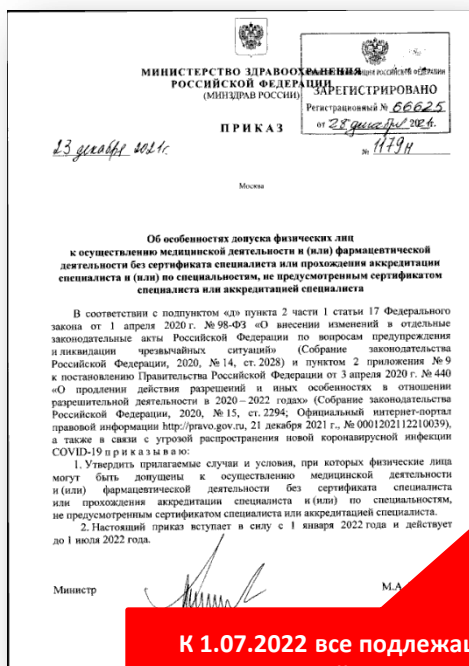 МИНИСТЕРСТВО ЗДРАВООХРАНЕНИЯ
РОССИЙСКОЙ ФЕДЕРАЦИИ
(МИНЗДРАВ РОССИИ)
ЗАРЕГИСТРИРОВАНО
Регистрационный № 66625
от 28 декабря 2021.
ПРИКАЗ
23 декабря 2021г.
№ 1179н
Москва
Об особенностях допуска физических лиц
к осуществлению медицинской деятельности и (или) фармацевтической
деятельности без сертификата специалиста или прохождения аккредитации
специалиста и (или) по специальностям, не предусмотренным сертификатом
специалиста или аккредитацией специалиста
В соответствии с подпунктом «д» пункта 2 части 1 статьи 17 Федерального
закона от 1 апреля 2020 г. № 98-ФЗ «О внесении изменений в отдельные
законодательные акты Российской Федерации по вопросам предупреждения
и ликвидации чрезвычайных ситуаций» (Собрание законодательства
Российской Федерации, 2020, № 14, ст. 2028) и пунктом 2 приложения № 9
к постановлению Правительства Российской Федерации от 3 апреля 2020 г. № 440
«О продлении действия разрешений и иных особенностях в отношении
разрешительной деятельности в 2020 – 2022 годах» (Собрание законодательства
Российской Федерации, 2020, № 15, ст. 2294; Официальный интернет-портал
правовой информации http://pravo.gov.ru, 21 декабря 2021 г., № 0001202112210039),
а также в связи с угрозой распространения новой коронавирусной инфекции
COVID-19 приказываю:
1. Утвердить прилагаемые случаи и условия, при которых физические лица
могут быть допущены к осуществлению медицинской деятельности
и (или) фармацевтической деятельности без сертификата специалиста
или прохождения аккредитации специалиста и (или) по специальностям,
не предусмотренным сертификатом специалиста или аккредитацией специалиста.
2. Настоящий приказ вступает в силу с 1 января 2022 года и действует
до 1 июля 2022 года.
Министр
М.А.
К 1.07.2022 все подлежа